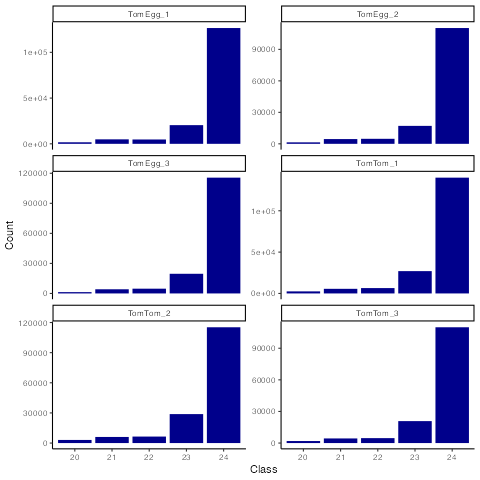 TomEgg_1
TomEgg_2
1e+05
5e+04
0e+00
90000
60000
30000
0
TomEgg_3
TomTom_1
120000
90000
60000
30000
0
1e+05
5e+04
0e+00
Count
TomTom_2
TomTom_3
120000
90000
60000
30000
0
90000
60000
30000
0
20 21 22 23 24
20 21 22 23 24
Class